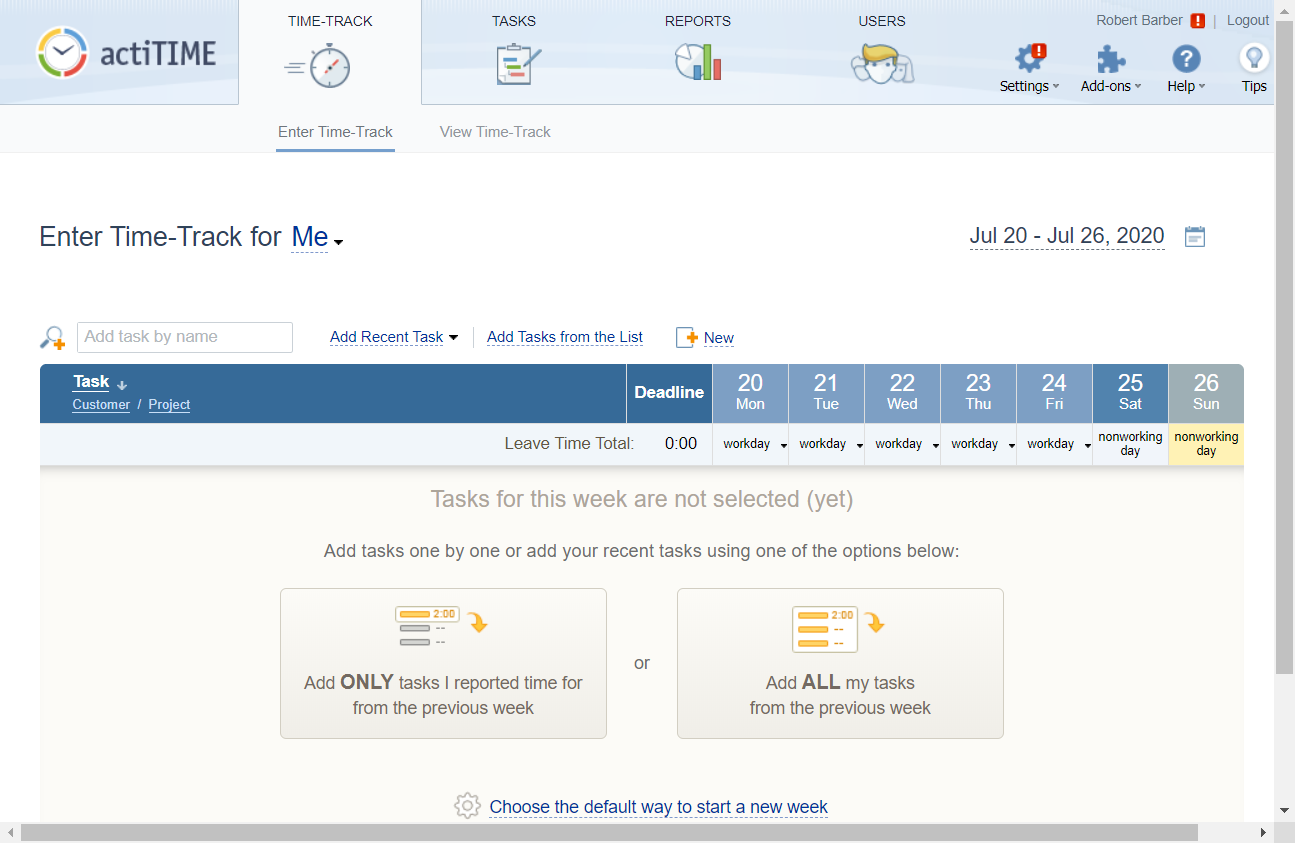 actiTIME
TIME-TRACK
TASKS
REPORTS
USERS
Robert Barber ! | Logout
Settings
Add-ons
Help
Tips
Enter Time-Track
View Time-Track
Enter Time-Track for Me
Jul 20 - Jul 26, 2020
Add task by name
Add Recent Task
Add Tasks from the List
New
Task
Customer / Project
Deadline
20 Mon
21 Tue
22 Wed
23 Thu
24 Fri
25 Sat
26 Sun
Leave Time Total: 0:00
workday
workday
workday
workday
workday
nonworking
day
nonworking
day
Tasks for this week are not selected (yet)
Add tasks one by one or add your recent tasks using one of the options below:
2:00
--
--
Add ONLY tasks I reported time for
from the previous week
or
2:00
--
--
Add ALL my tasks
from the previous week
Choose the default way to start a new week